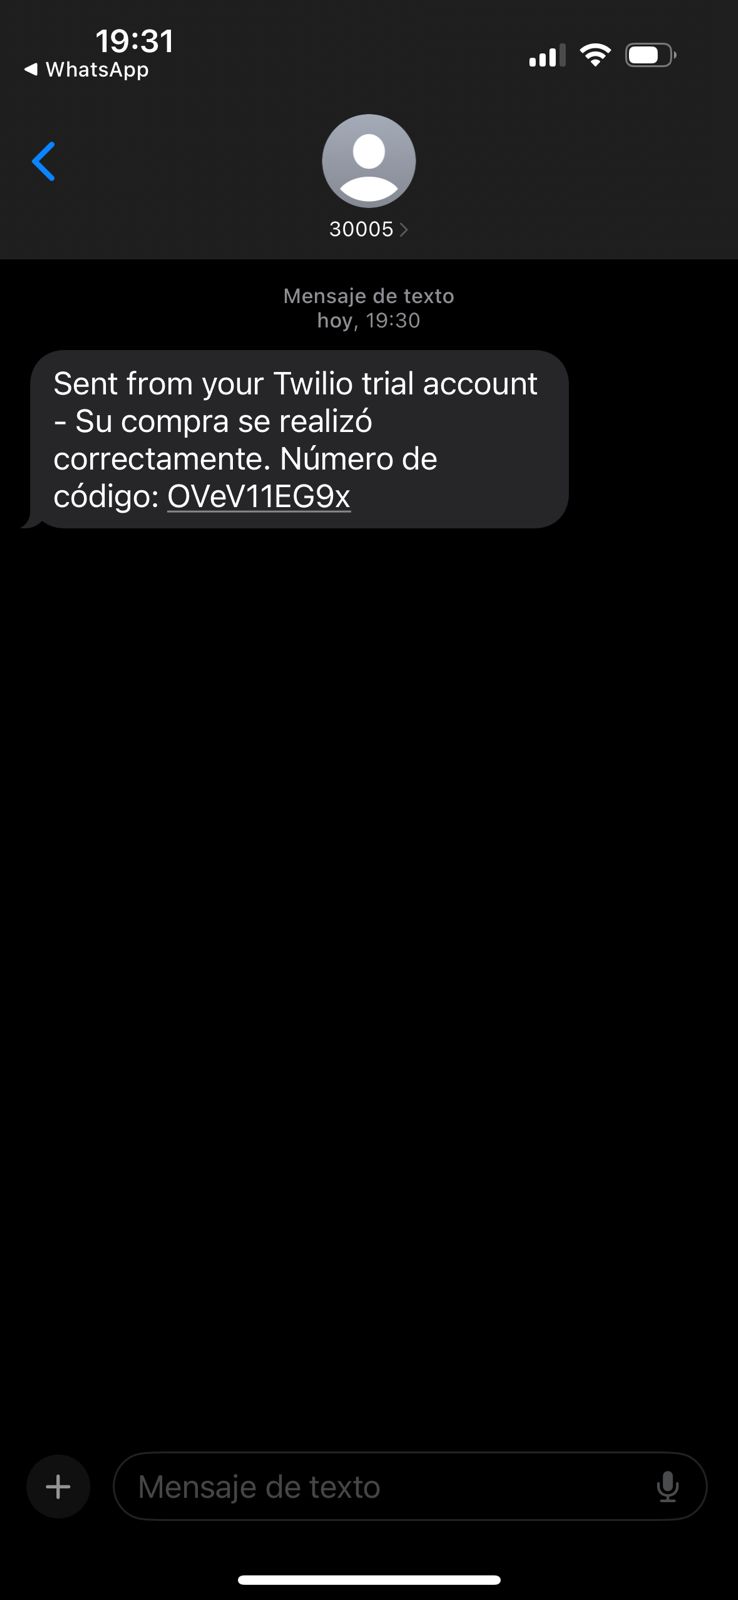 19:31
WhatsApp
30005
Mensaje de texto
hoy, 19:30
Sent from your Twilio trial account
- Su compra se realizó
correctamente. Número de
código: OVeV11EG9x
Mensaje de texto